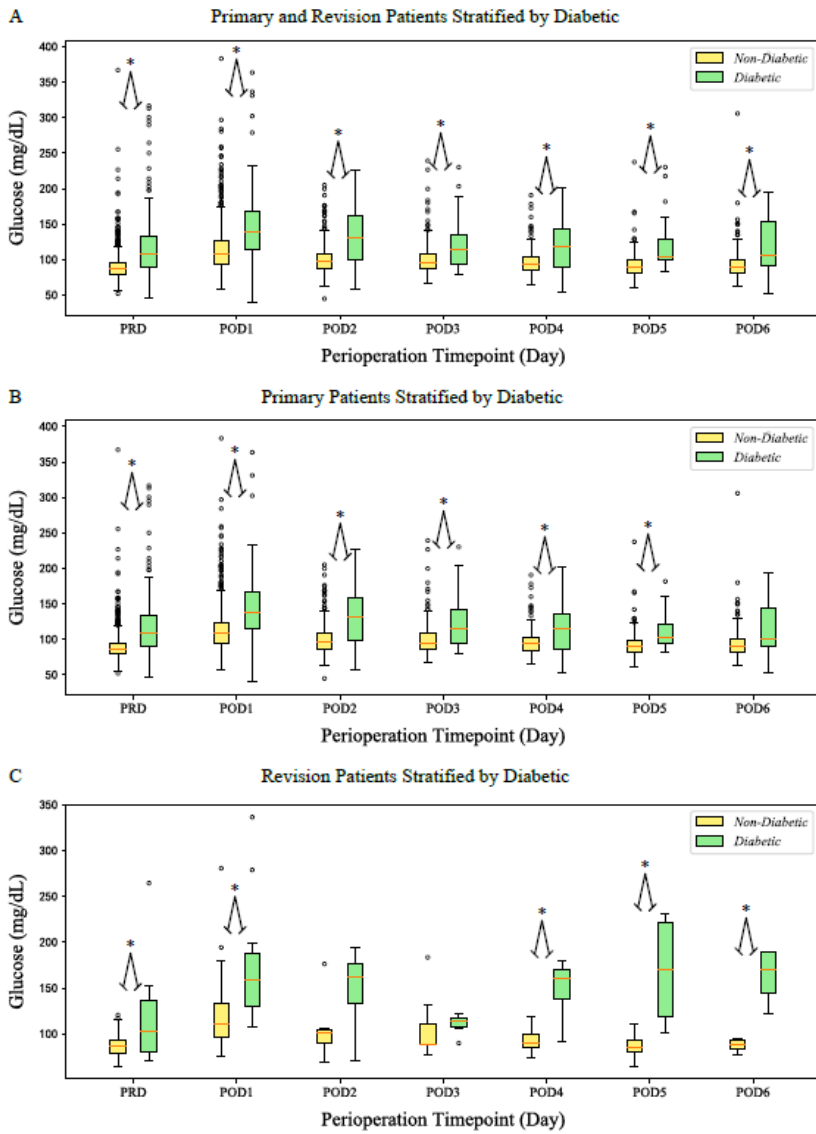 A Primary and Revision Patients Stratified by Diabetic
400
350
300
250
200
150
100
50
Glucose (mg/dL)
* * * * * * *
Non-Diabetic
Diabetic
PRD POD1 POD2 POD3 POD4 POD5 POD6
Perioperation Timepoint (Day)
B Primary Patients Stratified by Diabetic
400
350
300
250
200
150
100
50
Glucose (mg/dL)
* * * * * *
Non-Diabetic
Diabetic
PRD POD1 POD2 POD3 POD4 POD5 POD6
Perioperation Timepoint (Day)
C Revision Patients Stratified by Diabetic
350
300
250
200
150
100
Glucose (mg/dL)
* * * * *
Non-Diabetic
Diabetic
PRD POD1 POD2 POD3 POD4 POD5 POD6
Perioperation Timepoint (Day)